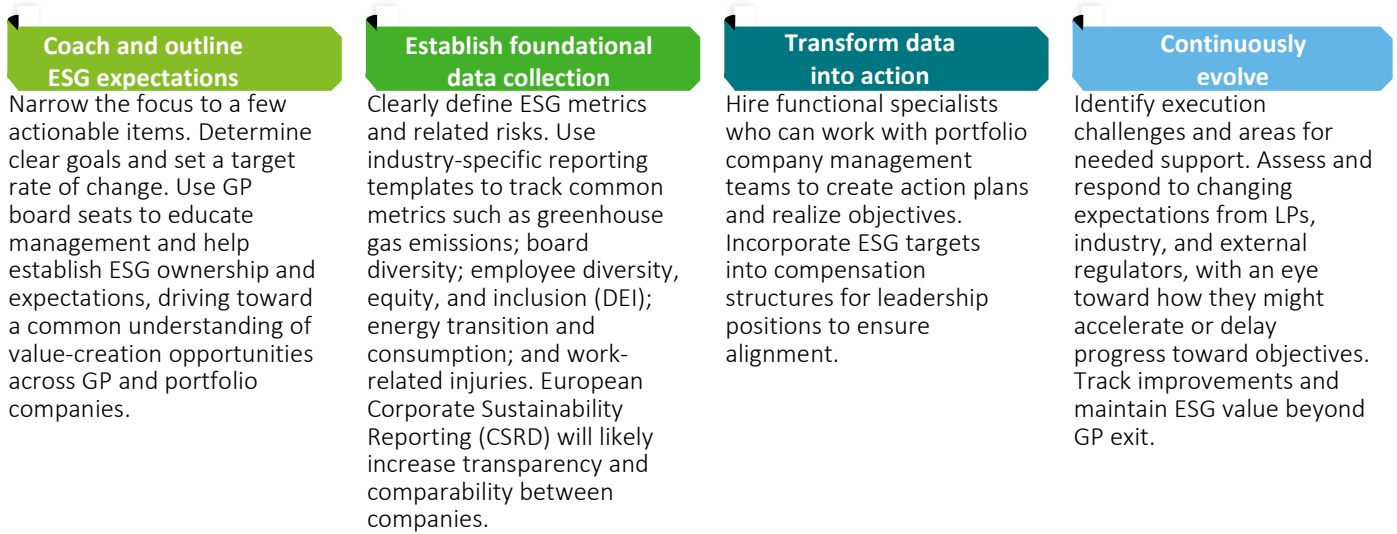 Coach and outline
ESG expectations
Narrow the focus to a few
actionable items. Determine
clear goals and set a target
rate of change. Use GP
board seats to educate
management and help
establish ESG ownership and
expectations, driving toward
a common understanding of
value-creation opportunities
across GP and portfolio
companies.
Establish foundational
data collection
Clearly define ESG metrics
and related risks. Use
industry-specific reporting
templates to track common
metrics such as greenhouse
gas emissions; board
diversity; employee diversity,
equity, and inclusion (DEI);
energy transition and
consumption; and work-
related injuries. European
Corporate Sustainability
Reporting (CSRD) will likely
increase transparency and
comparability between
companies.
Transform data
into action
Hire functional specialists
who can work with portfolio
company management
teams to create action plans
and realize objectives.
Incorporate ESG targets
into compensation
structures for leadership
positions to ensure
alignment.
Continuously
evolve
Identify execution
challenges and areas for
needed support. Assess and
respond to changing
expectations from LPs,
industry, and external
regulators, with an eye
toward how they might
accelerate or delay
progress toward objectives.
Track improvements and
maintain ESG value beyond
GP exit.